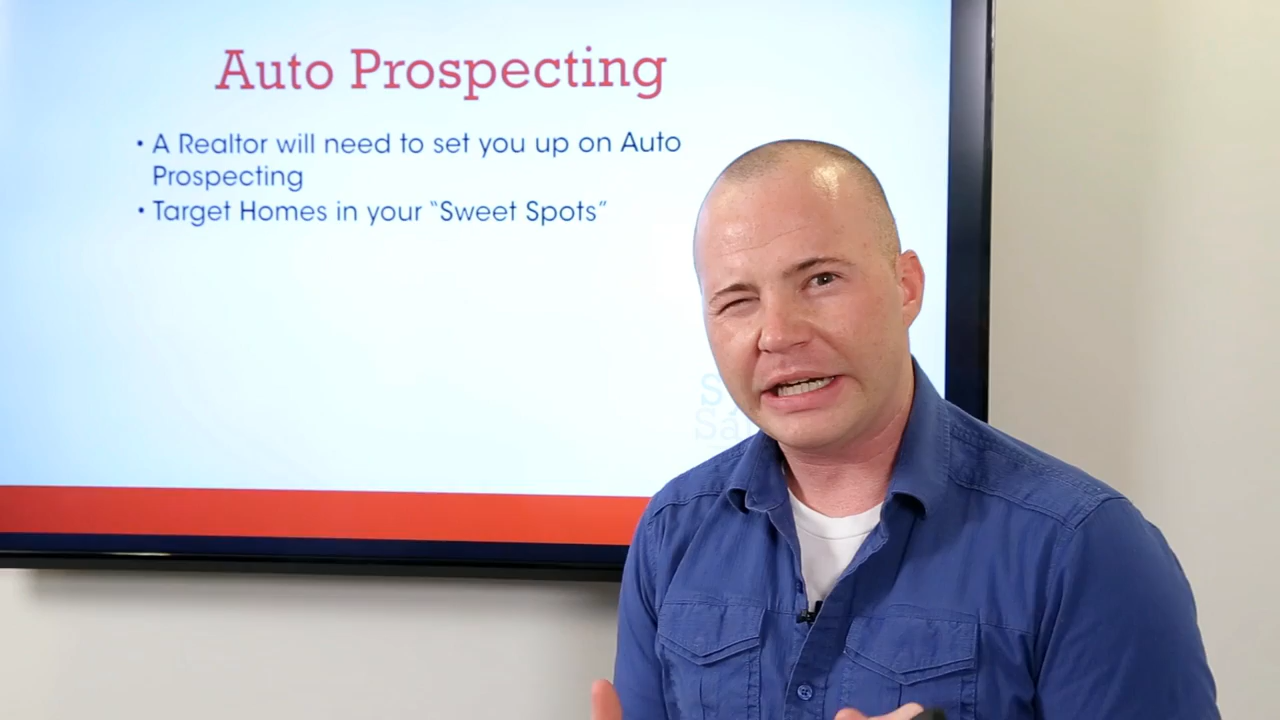 Auto Prospecting
• A Realtor will need to set you up on Auto
Prospecting
• Target Homes in your “Sweet Spots”